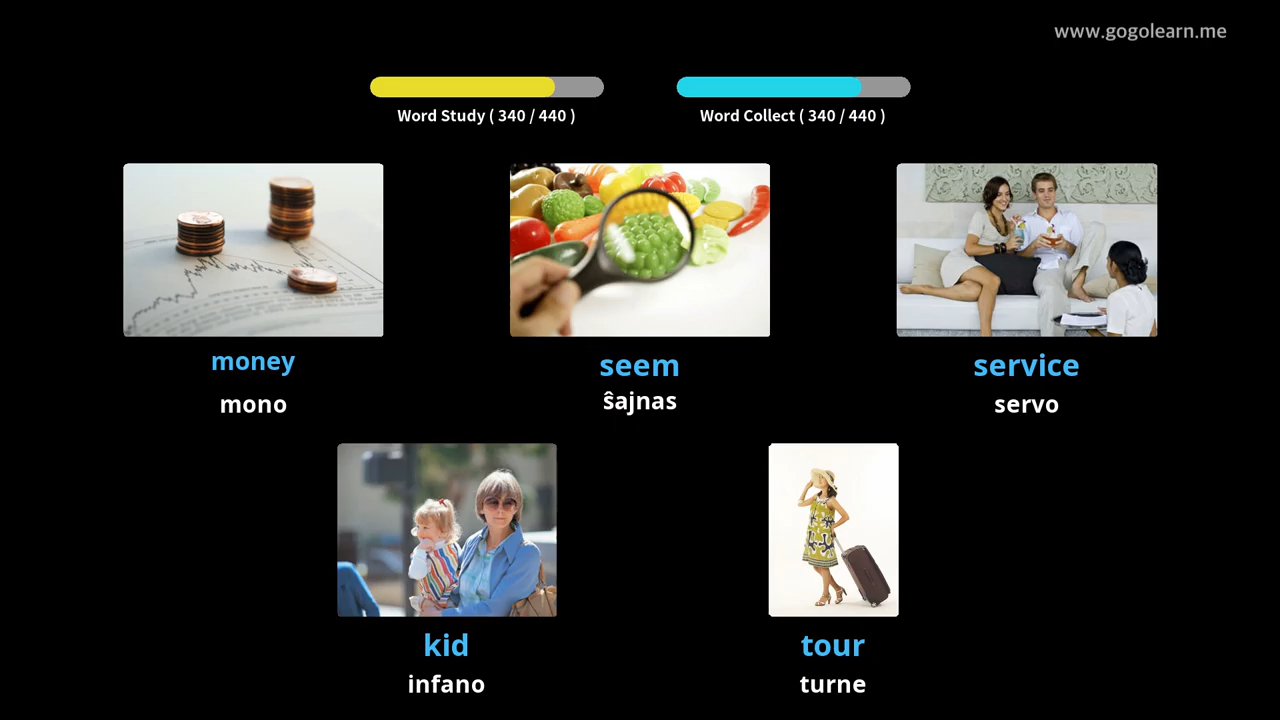 www.gogolearn.me
Word Study ( 340 / 440 )
Word Collect ( 340 / 440 )
money
mono
seem
ŝajnas
service
servo
kid
infano
tour
turne